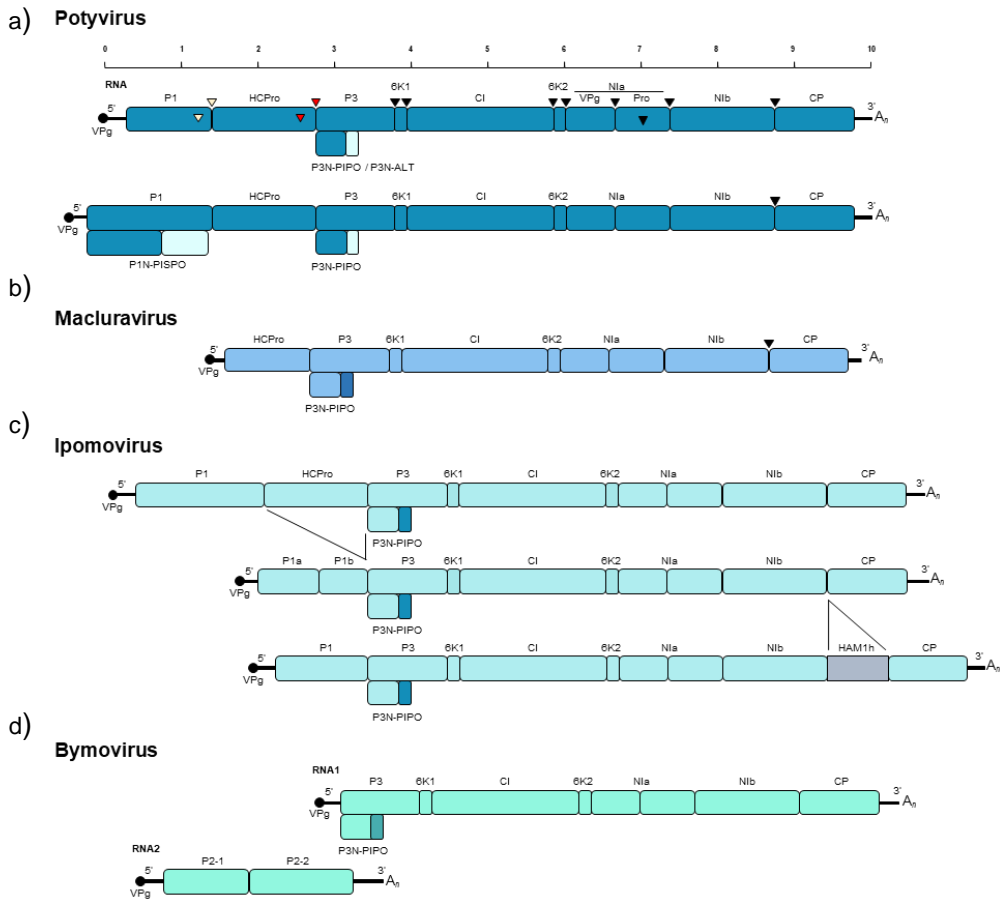 a)
Potyvirus
0 1 2 3 4 5 6 7 8 9 10
6K1 6K2 NIa
RNA P1 HCPro P3 CI VPg Pro NIb CP
5' 3'
VPg An
P3N-PIPO / P3N-ALT
P1 HCPro P3 6K1 CI 6K2 NIa NIb CP
5' 3'
VPg An
P1N-PISPO P3N-PIPO
b)
Macluravirus
HCPro P3 6K1 CI 6K2 NIa NIb CP
5' 3'
VPg An
P3N-PIPO
c)
Ipomovirus
P1 HCPro P3 6K1 CI 6K2 NIa NIb CP
5' 3'
VPg An
P3N-PIPO
P1a P1b P3 6K1 CI 6K2 NIa NIb CP
5' 3'
VPg An
P3N-PIPO
P1 P3 6K1 CI 6K2 NIa NIb HAM1h CP
5' 3'
VPg An
P3N-PIPO
d)
Bymovirus
RNA1 P3 6K1 CI 6K2 NIa NIb CP
5' 3'
VPg An
P3N-PIPO
RNA2 P2-1 P2-2
5' 3'
VPg An